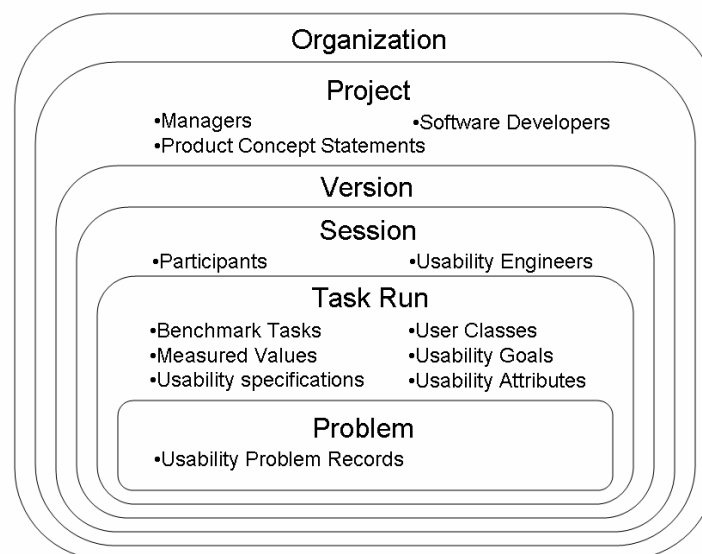 Organization
Project
•Managers •Software Developers
•Product Concept Statements
Version
Session
•Participants •Usability Engineers
Task Run
•Benchmark Tasks •User Classes
•Measured Values •Usability Goals
•Usability specifications •Usability Attributes
Problem
•Usability Problem Records